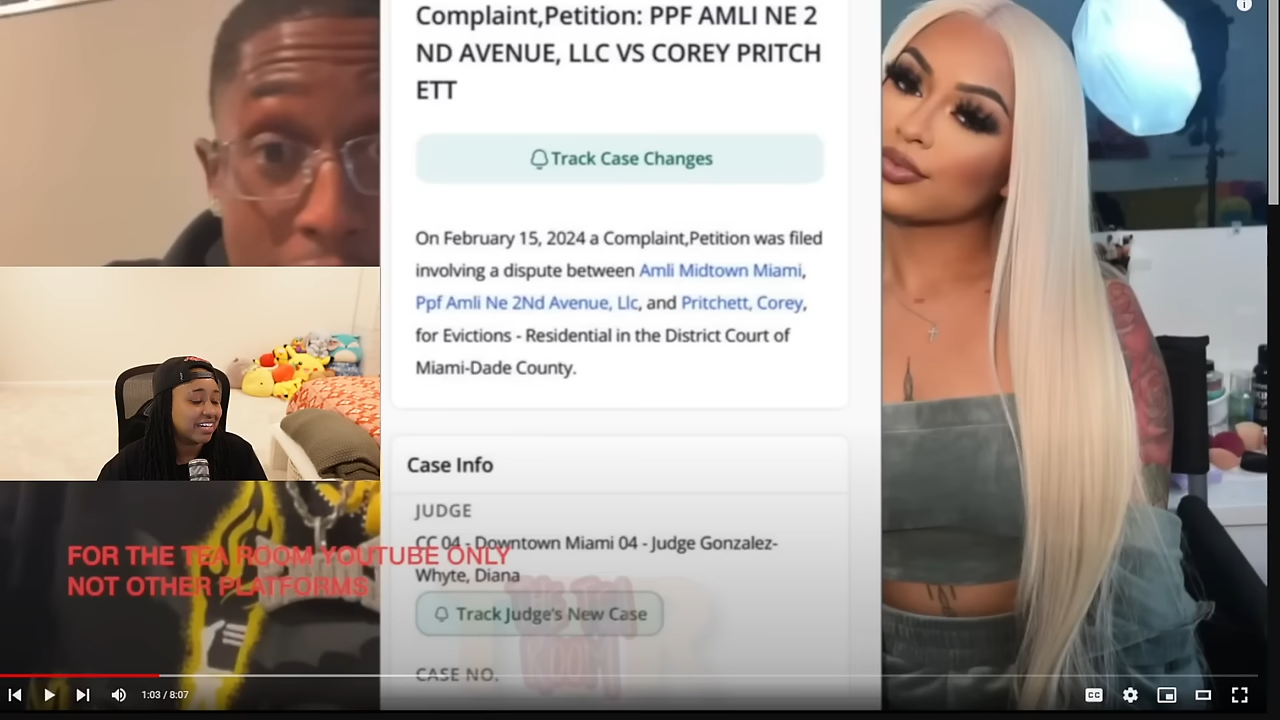 Complaint,Petition: PPF AMLI NE 2
ND AVENUE, LLC VS COREY PRITCH
ETT
Track Case Changes
On February 15, 2024 a Complaint,Petition was filed
involving a dispute between Amli Midtown Miami,
Ppf Amli Ne 2Nd Avenue, Llc, and Pritchett, Corey,
for Evictions - Residential in the District Court of
Miami-Dade County.
Case Info
JUDGE
CC 04 - Downtown Miami 04 - Judge Gonzalez-
Whyte, Diana
FOR THE TEA ROOM YOUTUBE ONLY
NOT OTHER PLATFORMS
Track Judge's New Case
THE TEA
ROOM
CASE NO.
1:03 / 8:07
CC